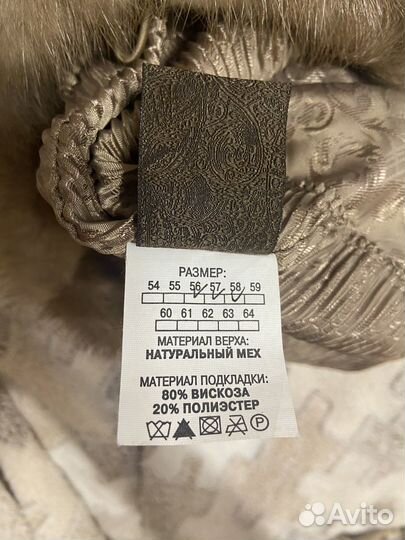 РАЗМЕР:
54 55 56 57 58 59
60 61 62 63 64
МАТЕРИАЛ ВЕРХА:
НАТУРАЛЬНЫЙ МЕХ
МАТЕРИАЛ ПОДКЛАДКИ:
80% ВИСКОЗА
20% ПОЛИЭСТЕР
P
Avito